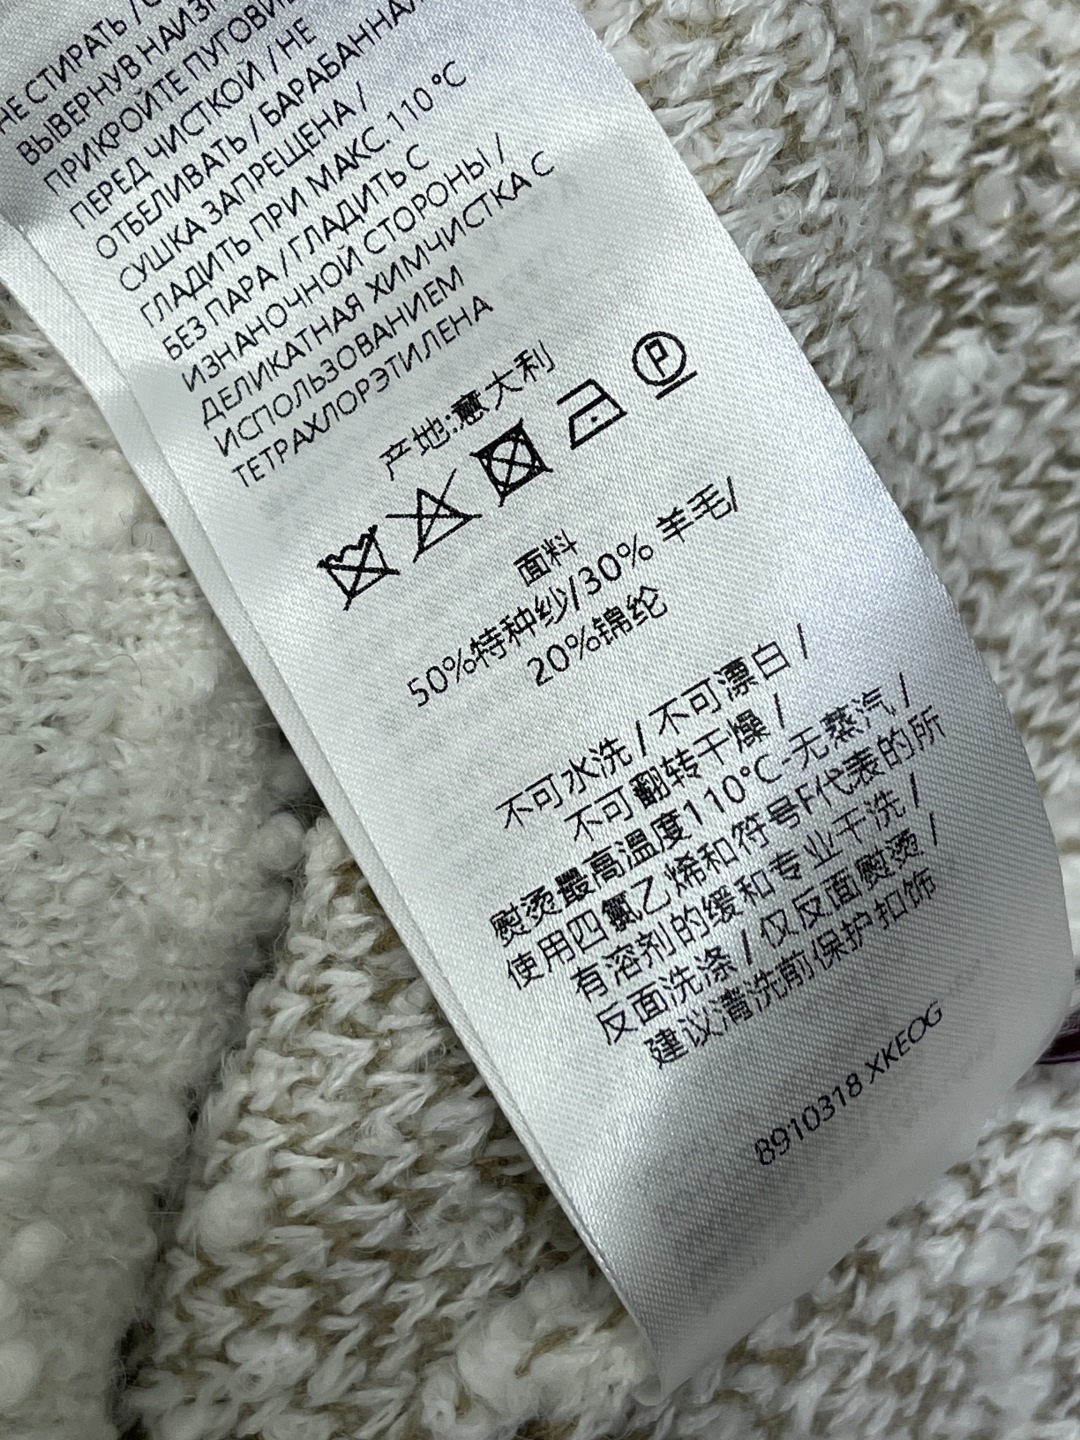 НЕ СТИРАТЬ /
ВЫВЕРНУВ
ПРИКРОЙТЕ
ПЕРЕД ЧИСТКОЙ / НЕ
ОТБЕЛИВАТЬ /
СУШКА ЗАПРЕЩЕНА /
ГЛАДИТЬ ПРИ МАКС. 110°C
БЕЗ ПАРА / ГЛАДИТЬ С
ИЗНАНОЧНОЙ СТОРОНЫ /
ДЕЛИКАТНАЯ ХИМЧИСТКА С
ИСПОЛЬЗОВАНИЕМ
ТЕТРАХЛОРЭТИЛЕНА
产地:意大利
P
面料
50%特种纱/30% 羊毛/
20%锦纶
不可水洗 / 不可漂白 /
不可翻转干燥 /
熨烫最高温度110°C-无蒸汽 /
使用四氯乙烯和符号F代表的所
有溶剂的缓和专业干洗 /
反面洗涤 / 仅反面熨烫 /
建议清洗前保护扣饰
8910318 XKEOG